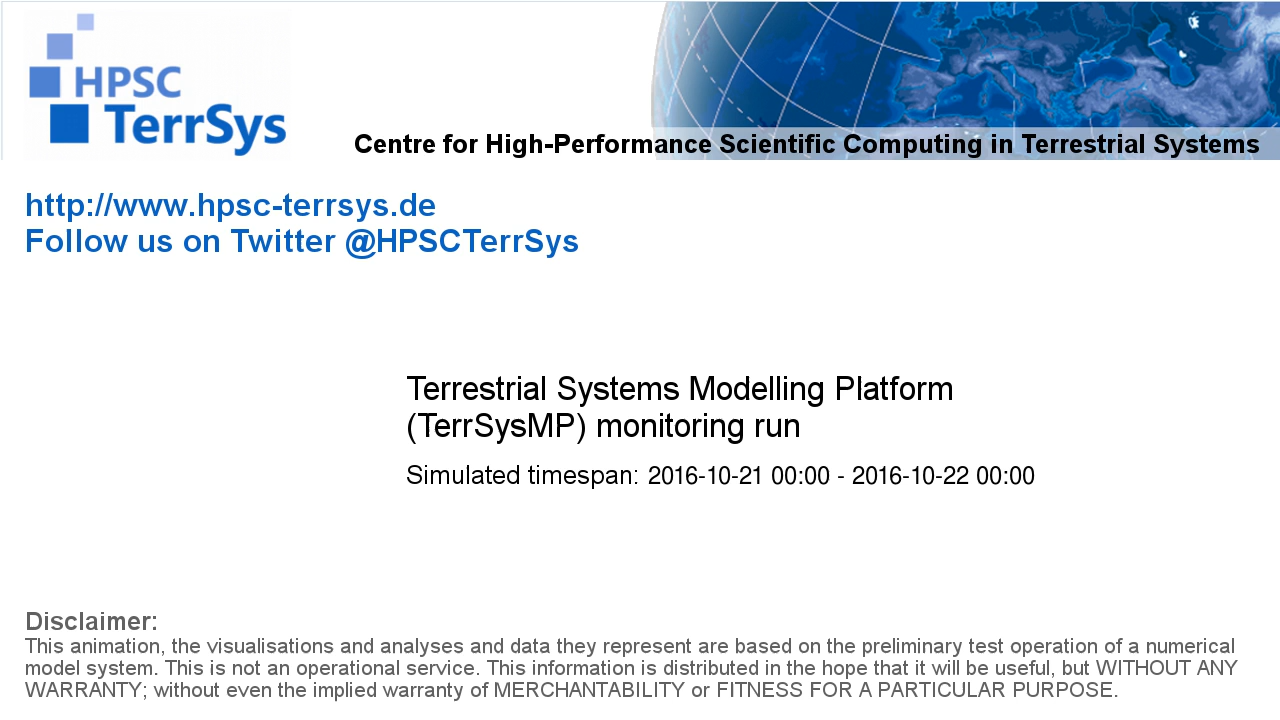 HPSC
TerrSys
Centre for High-Performance Scientific Computing in Terrestrial Systems
http://www.hpsc-terrsys.de
Follow us on Twitter @HPSCTerrSys
Terrestrial Systems Modelling Platform
(TerrSysMP) monitoring run
Simulated timespan: 2016-10-21 00:00 - 2016-10-22 00:00
Disclaimer:
This animation, the visualisations and analyses and data they represent are based on the preliminary test operation of a numerical
model system. This is not an operational service. This information is distributed in the hope that it will be useful, but WITHOUT ANY
WARRANTY; without even the implied warranty of MERCHANTABILITY or FITNESS FOR A PARTICULAR PURPOSE.